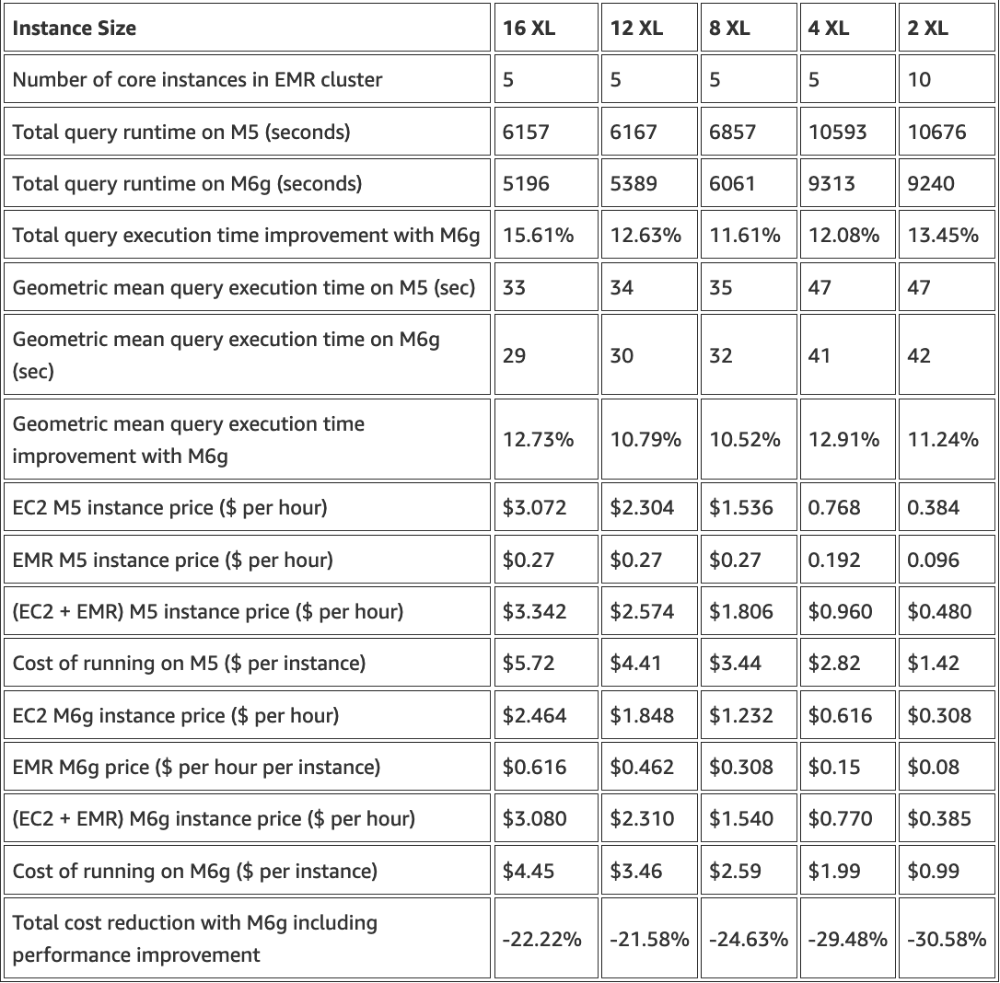 Instance Size 16 XL 12 XL 8 XL 4 XL 2 XL
Number of core instances in EMR cluster 5 5 5 5 10
Total query runtime on M5 (seconds) 6157 6167 6857 10593 10676
Total query runtime on M6g (seconds) 5196 5389 6061 9313 9240
Total query execution time improvement with M6g 15.61% 12.63% 11.61% 12.08% 13.45%
Geometric mean query execution time on M5 (sec) 33 34 35 47 47
Geometric mean query execution time on M6g
(sec) 29 30 32 41 42
Geometric mean query execution time
improvement with M6g 12.73% 10.79% 10.52% 12.91% 11.24%
EC2 M5 instance price ($ per hour) $3.072 $2.304 $1.536 0.768 0.384
EMR M5 instance price ($ per hour) $0.27 $0.27 $0.27 0.192 0.096
(EC2 + EMR) M5 instance price ($ per hour) $3.342 $2.574 $1.806 $0.960 $0.480
Cost of running on M5 ($ per instance) $5.72 $4.41 $3.44 $2.82 $1.42
EC2 M6g instance price ($ per hour) $2.464 $1.848 $1.232 $0.616 $0.308
EMR M6g price ($ per hour per instance) $0.616 $0.462 $0.308 $0.15 $0.08
(EC2 + EMR) M6g instance price ($ per hour) $3.080 $2.310 $1.540 $0.770 $0.385
Cost of running on M6g ($ per instance) $4.45 $3.46 $2.59 $1.99 $0.99
Total cost reduction with M6g including
performance improvement -22.22% -21.58% -24.63% -29.48% -30.58%